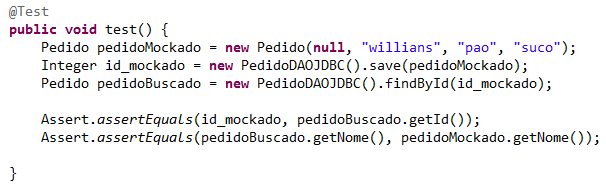 @Test
public void test() {
    Pedido pedidoMockado = new Pedido(null, "willians", "pao", "suco");
    Integer id_mockado = new PedidoDAOJDBC().save(pedidoMockado);
    Pedido pedidoBuscado = new PedidoDAOJDBC().findById(id_mockado);

    Assert.assertEquals(id_mockado, pedidoBuscado.getId());
    Assert.assertEquals(pedidoBuscado.getNome(), pedidoMockado.getNome());

}